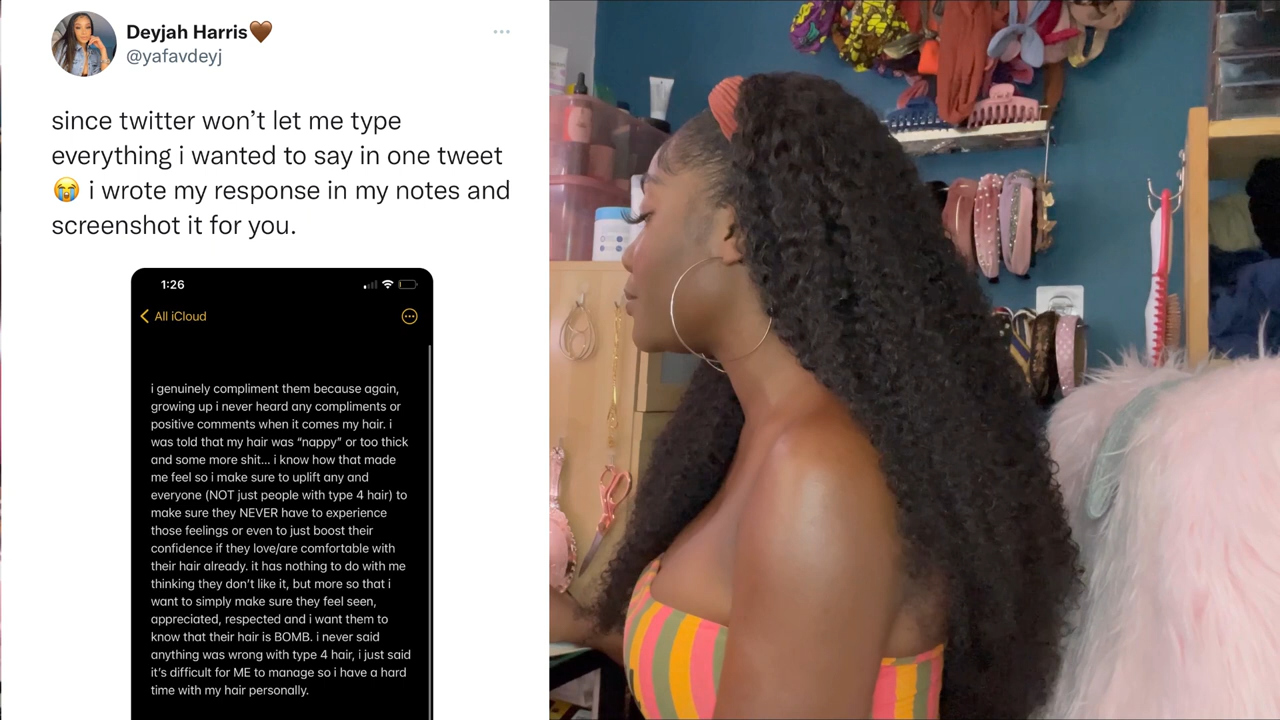 Deyjah Harris🤎
@yafavdeyj
since twitter won’t let me type
everything i wanted to say in one tweet
😭 i wrote my response in my notes and
screenshot it for you.
1:26
All iCloud
i genuinely compliment them because again,
growing up i never heard any compliments or
positive comments when it comes my hair. i
was told that my hair was “nappy” or too thick
and some more shit... i know how that made
me feel so i make sure to uplift any and
everyone (NOT just people with type 4 hair) to
make sure they NEVER have to experience
those feelings or even to just boost their
confidence if they love/are comfortable with
their hair already. it has nothing to do with me
thinking they don’t like it, but more so that i
want to simply make sure they feel seen,
appreciated, respected and i want them to
know that their hair is BOMB. i never said
anything was wrong with type 4 hair, i just said
it’s difficult for ME to manage so i have a hard
time with my hair personally.